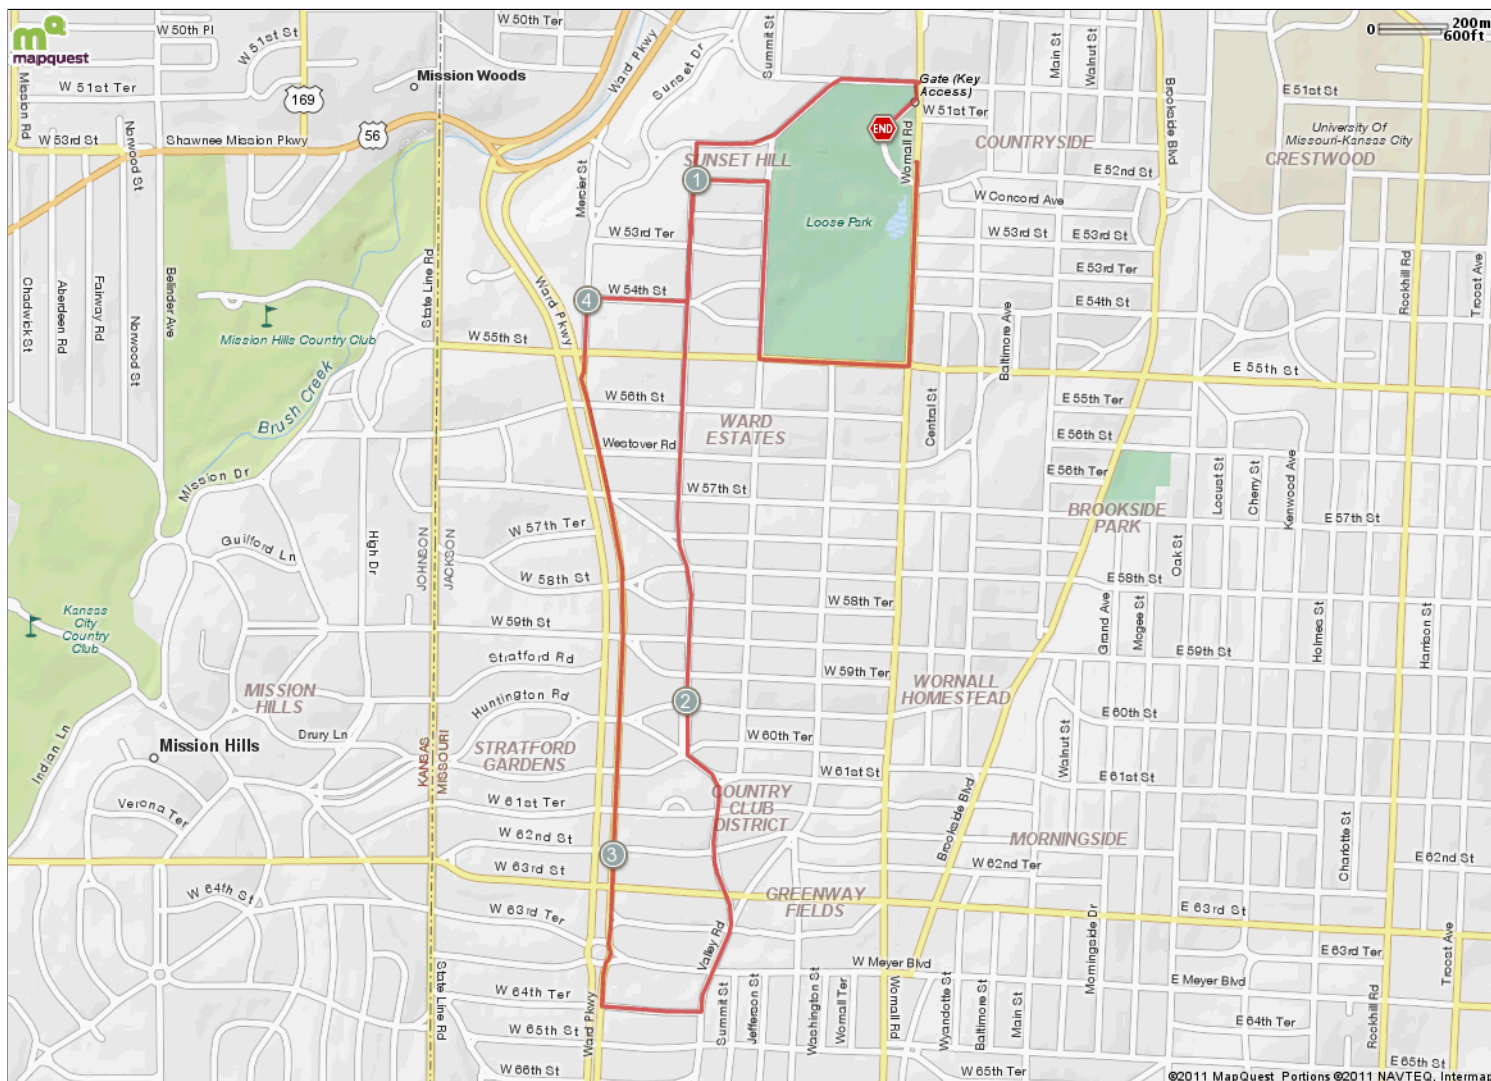 mapquest
Mission Rd
W 50th Pl
W 51st St
W 51st Ter
169
W 53rd St
Norwood St
Shawnee Mission Pkwy
56
Mission Woods
W 50th Ter
Ward Pkwy
Sunset Dr
Summit St
Gate (Key
Access)
W 51st Ter
END
Wornall Rd
Main St
Walnut St
Brookside Blvd
0
200m
600ft
E 51st St
University Of
Missouri-Kansas City
CRESTWOOD
COUNTRYSIDE
SUNSET HILL
1
Mercier St
E 52nd St
W Concord Ave
Loose Park
W 53rd Ter
W 53rd St
E 53rd St
E 53rd Ter
E 54th St
Rockhill Rd
Troost Ave
Chadwick St
Aberdeen Rd
Fairway Rd
Norwood St
Belinder Ave
State Line Rd
Mission Hills Country Club
Brush Creek
Mission Dr
Ward Pkwy
4
W 54th St
W 55th St
Baltimore Ave
Central St
E 55th St
E 55th Ter
W 56th St
WARD
ESTATES
Westover Rd
E 56th St
E 56th Ter
W 57th St
BROOKSIDE
PARK
Locust St
Cherry St
Kenwood Ave
E 57th St
Oak St
W 57th Ter
Guilford Ln
High Dr
JOHNSON
JACKSON
W 58th St
E 58th St
W 58th Ter
Kansas
City
Country
Club
W 59th St
Grand Ave
Mcgee St
E 59th St
Holmes St
Harrison St
Stratford Rd
W 59th Ter
WORNALL
HOMESTEAD
MISSION
HILLS
Huntington Rd
2
E 60th St
Indian Ln
Mission Hills
Drury Ln
KANSAS
MISSOURI
STRATFORD
GARDENS
W 60th Ter
Walnut St
W 61st St
E 61st St
Verona Ter
W 61st Ter
COUNTRY
CLUB
DISTRICT
Brookside Blvd
W 62nd St
MORNINGSIDE
Charlotte St
3
W 62nd Ter
E 62nd St
W 63rd St
W 64th St
GREENWAY
FIELDS
E 63rd St
W 63rd Ter
Valley Rd
Morningside Dr
E 63rd Ter
Troost Ave
W Meyer Blvd
E Meyer Blvd
State Line Rd
W 64th Ter
Ward Pkwy
Summit St
Jefferson St
Washington St
Wornall Ter
Wornall Rd
Wyandotte St
Baltimore St
Main St
Rockhill Rd
E 64th Ter
W 65th St
E 65th St
W 66th St
W 65th Ter
©2011 MapQuest Portions ©2011 NAVTEQ, Intermap